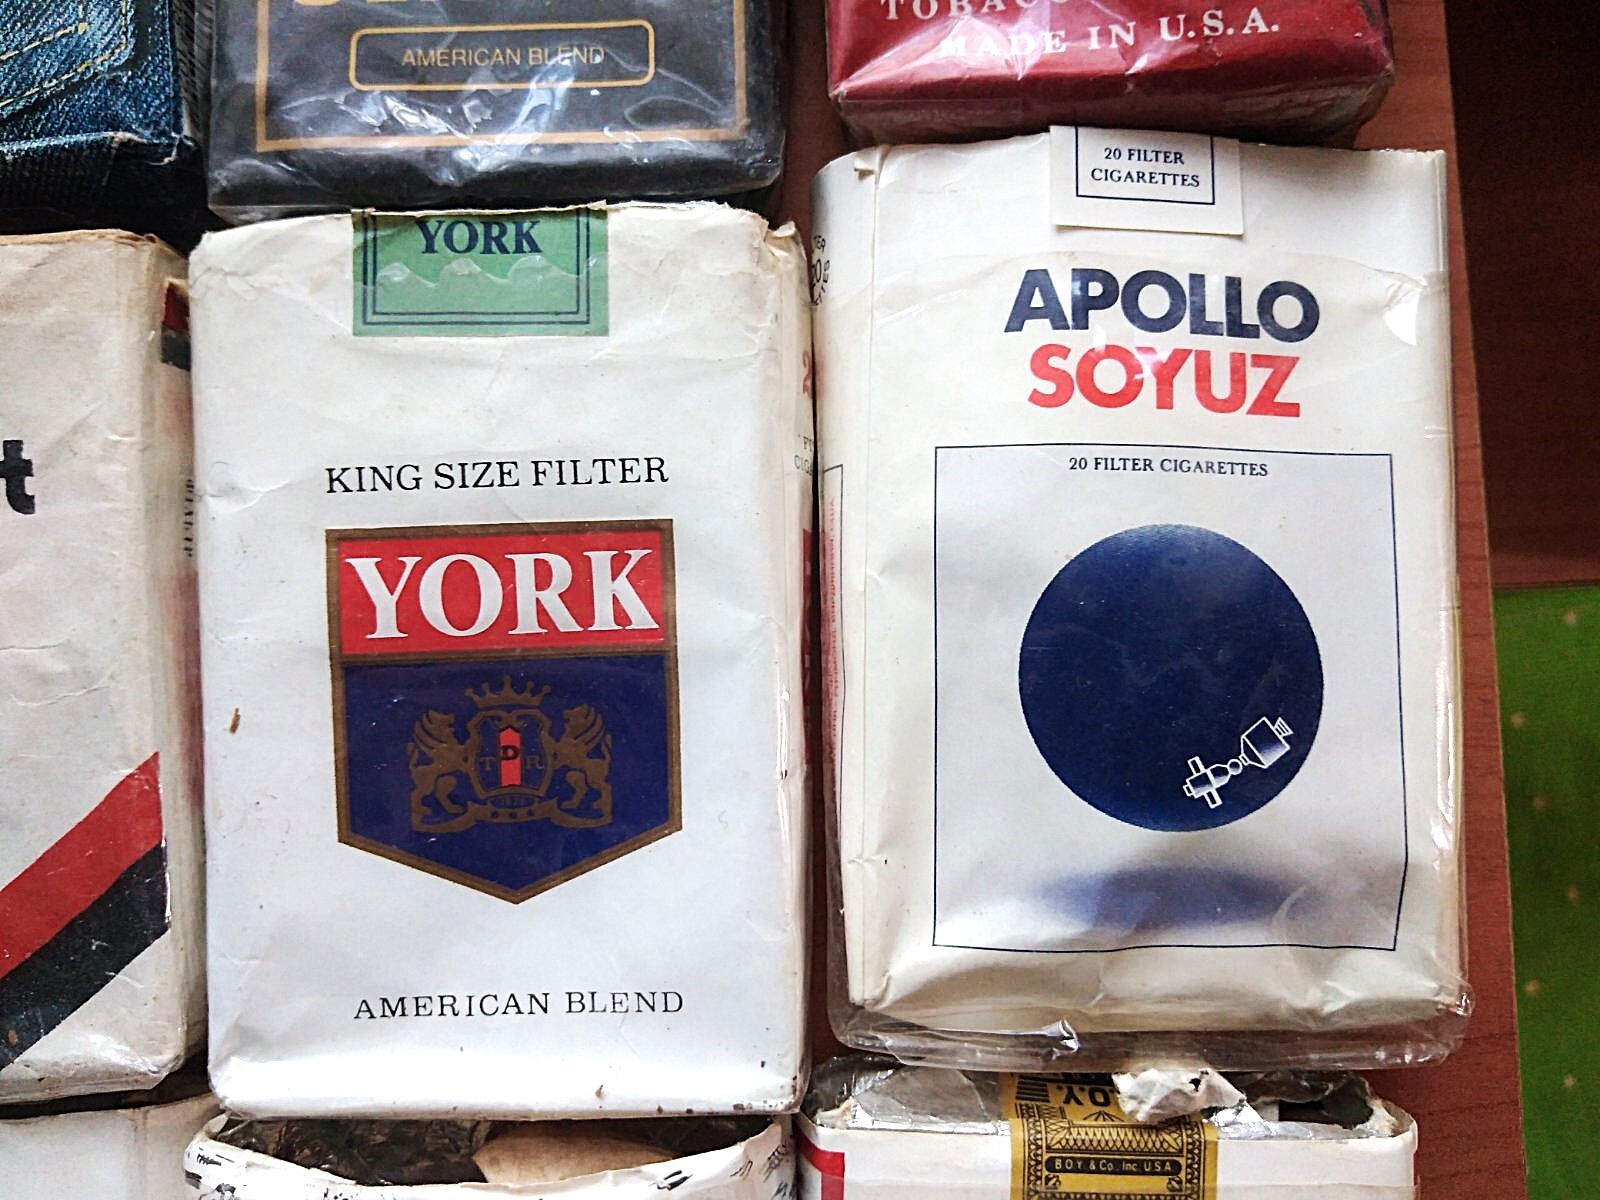 AMERICAN BLEND
MADE IN U.S.A.
YORK
KING SIZE FILTER
YORK
AMERICAN BLEND
20 FILTER
CIGARETTES
APOLLO
SOYUZ
20 FILTER CIGARETTES
BOY & Co. Inc USA